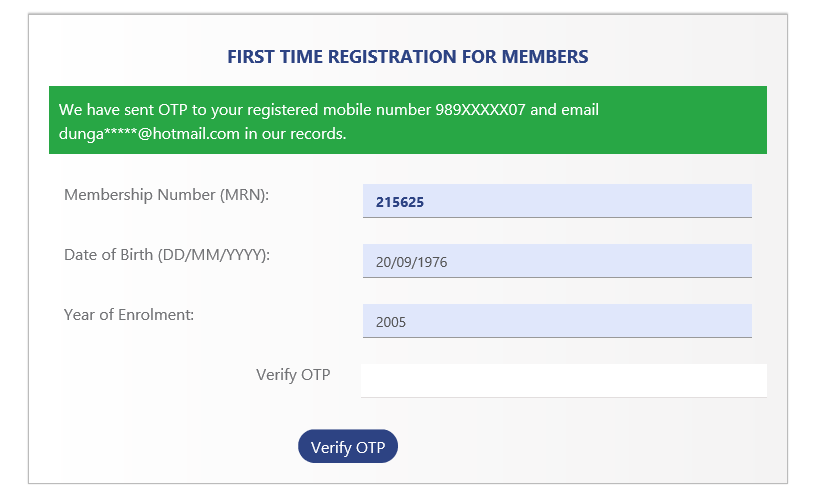 FIRST TIME REGISTRATION FOR MEMBERS
We have sent OTP to your registered mobile number 989XXXXX07 and email
dunga*****@hotmail.com in our records.
Membership Number (MRN):
215625
Date of Birth (DD/MM/YYYY):
20/09/1976
Year of Enrolment:
2005
Verify OTP
Verify OTP